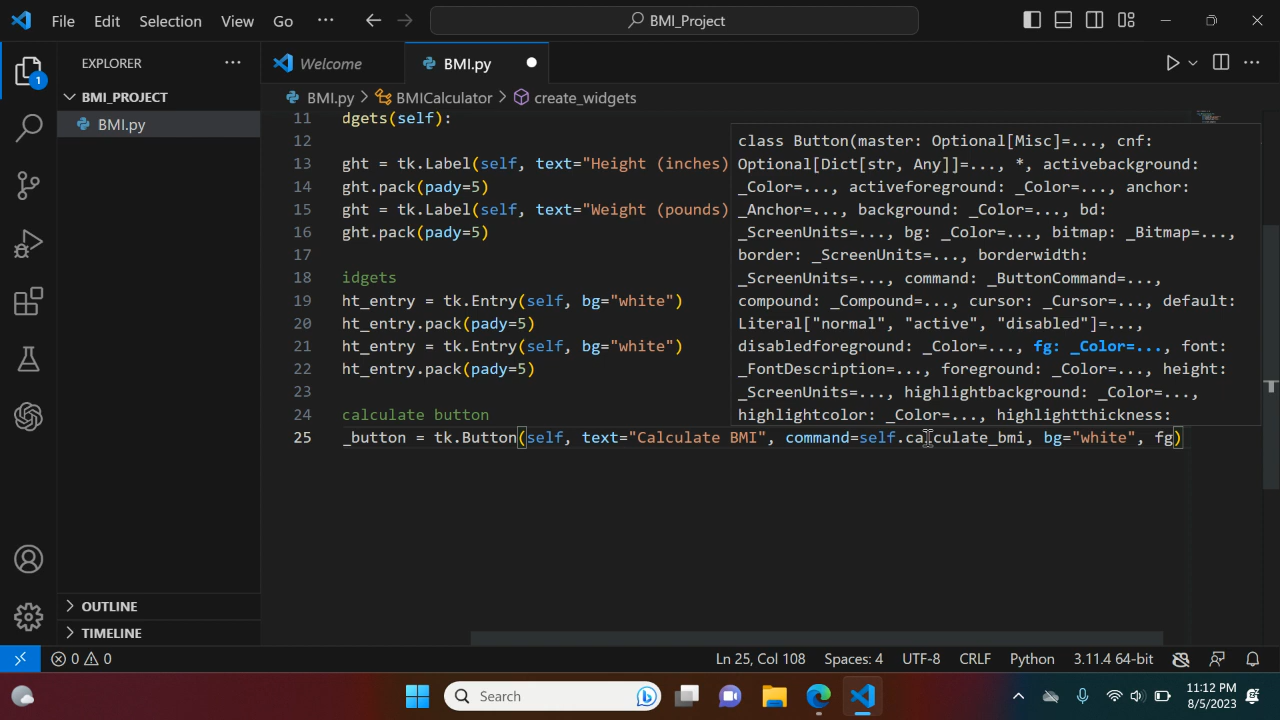 File Edit Selection View Go ··· BMI_Project
EXPLORER ···
Welcome BMI.py
BMI_PROJECT
BMI.py > BMICalculator > create_widgets
BMI.py
1
11 dgets(self):
12
13 ght = tk.Label(self, text="Height (inches)
14 ght.pack(pady=5)
15 ght = tk.Label(self, text="Weight (pounds)
16 ght.pack(pady=5)
17
18 idgets
19 ht_entry = tk.Entry(self, bg="white")
20 ht_entry.pack(pady=5)
21 ht_entry = tk.Entry(self, bg="white")
22 ht_entry.pack(pady=5)
23
24 calculate button
25 _button = tk.Button(self, text="Calculate BMI", command=self.calculate_bmi, bg="white", fg)
class Button(master: Optional[Misc]=..., cnf:
Optional[Dict[str, Any]]=..., *, activebackground:
_Color=..., activeforeground: _Color=..., anchor:
_Anchor=..., background: _Color=..., bd:
_ScreenUnits=..., bg: _Color=..., bitmap: _Bitmap=...,
border: _ScreenUnits=..., borderwidth:
_ScreenUnits=..., command: _ButtonCommand=...,
compound: _Compound=..., cursor: _Cursor=..., default:
Literal["normal", "active", "disabled"]=...,
disabledforeground: _Color=..., fg: _Color=..., font:
_FontDescription=..., foreground: _Color=..., height:
_ScreenUnits=..., highlightbackground: _Color=...,
highlightcolor: _Color=..., highlightthickness:
OUTLINE
TIMELINE
0 0 Ln 25, Col 108 Spaces: 4 UTF-8 CRLF Python 3.11.4 64-bit
Search
11:12 PM
8/5/2023